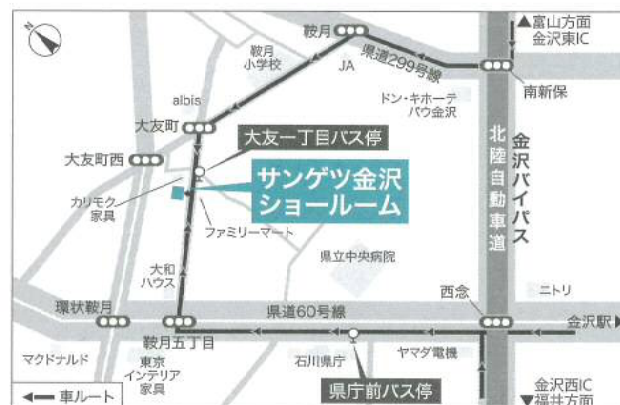 ▲富山方面
金沢東IC
鞍月
鞍月
小学校
JA
県道299号線
南新保
ドン・キホーテ
パウ金沢
albis
大友町
大友一丁目バス停
大友町西
サンゲツ金沢
ショールーム
カリモク
家具
ファミリーマート
北陸自動車道
金沢バイパス
県立中央病院
大和
ハウス
西念
ニトリ
環状鞍月
県道60号線
金沢駅▶
鞍月五丁目
マクドナルド
東京
インテリア
家具
石川県庁
ヤマダ電機
県庁前バス停
金沢西IC
▼福井方面
車ルート
N